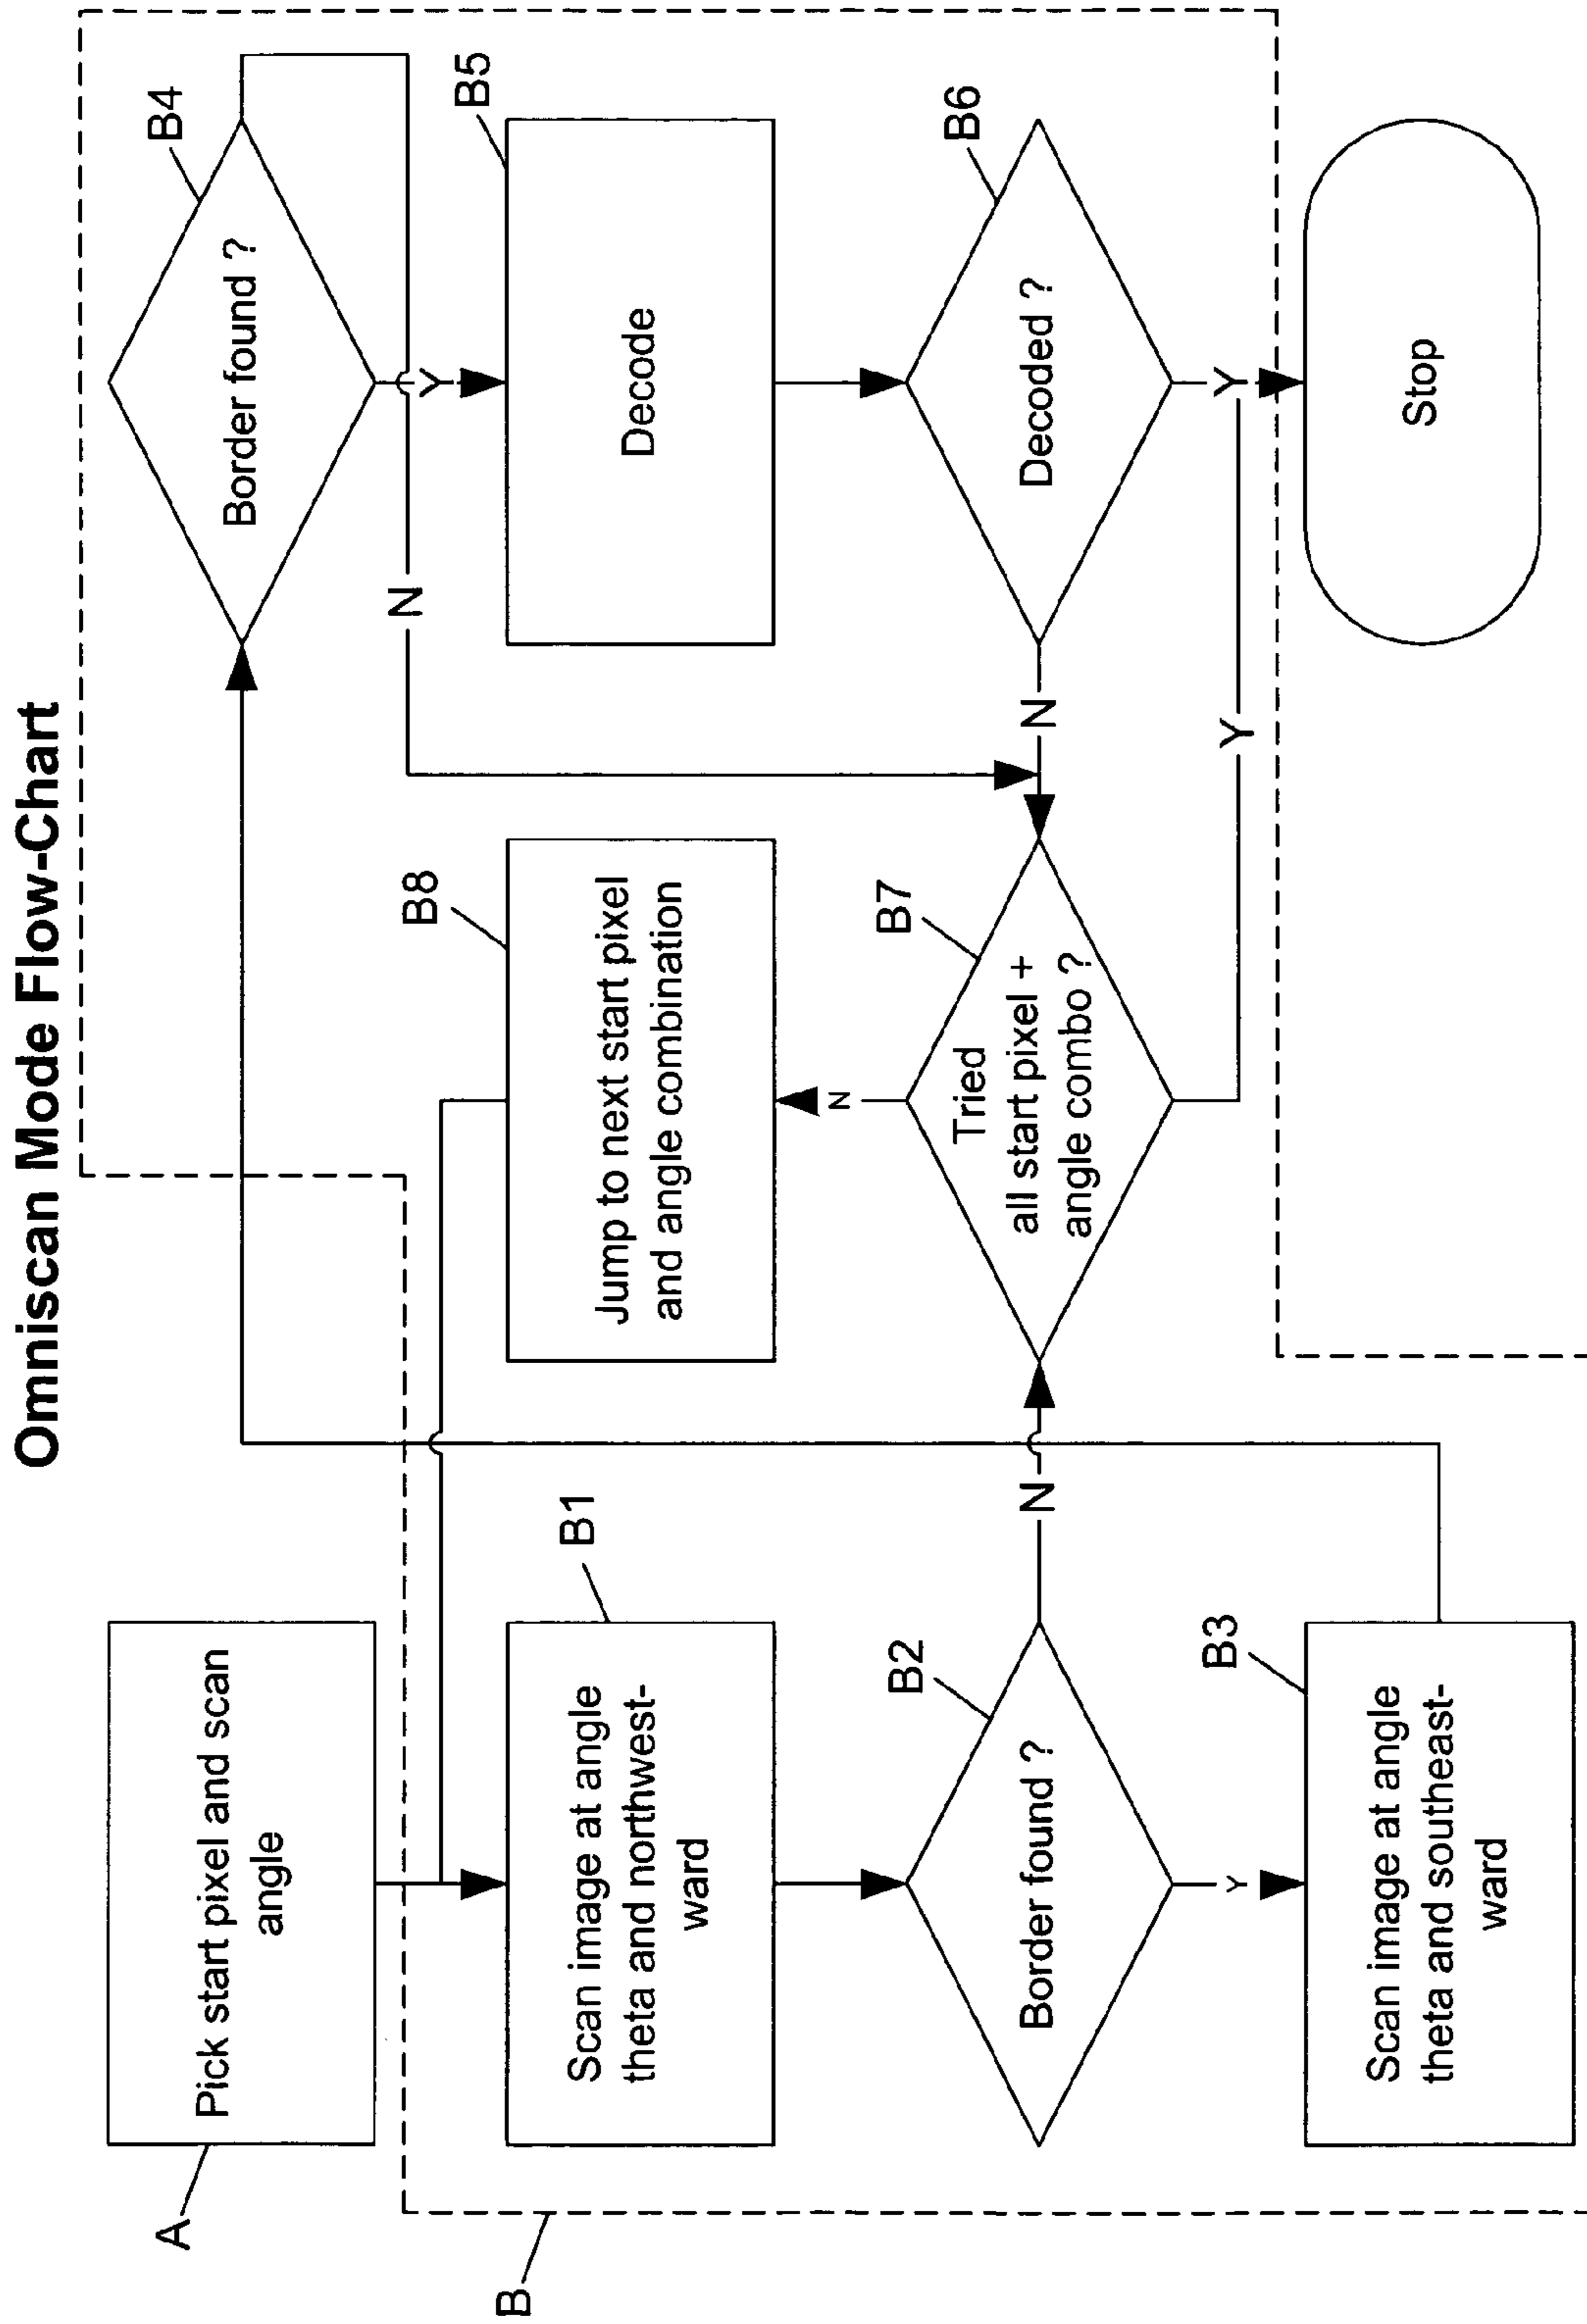 Omniscan Mode Flow-Chart
A
Pick start pixel and scan
angle
B
B1
Scan image at angle
theta and northwest-
ward
B2
Border found ?
N
Y
B3
Scan image at angle
theta and southeast-
ward
B4
Border found ?
Y
N
B5
Decode
B6
Decoded ?
N
Y
B7
Tried
all start pixel +
angle combo ?
N
Y
B8
Jump to next start pixel
and angle combination
Stop